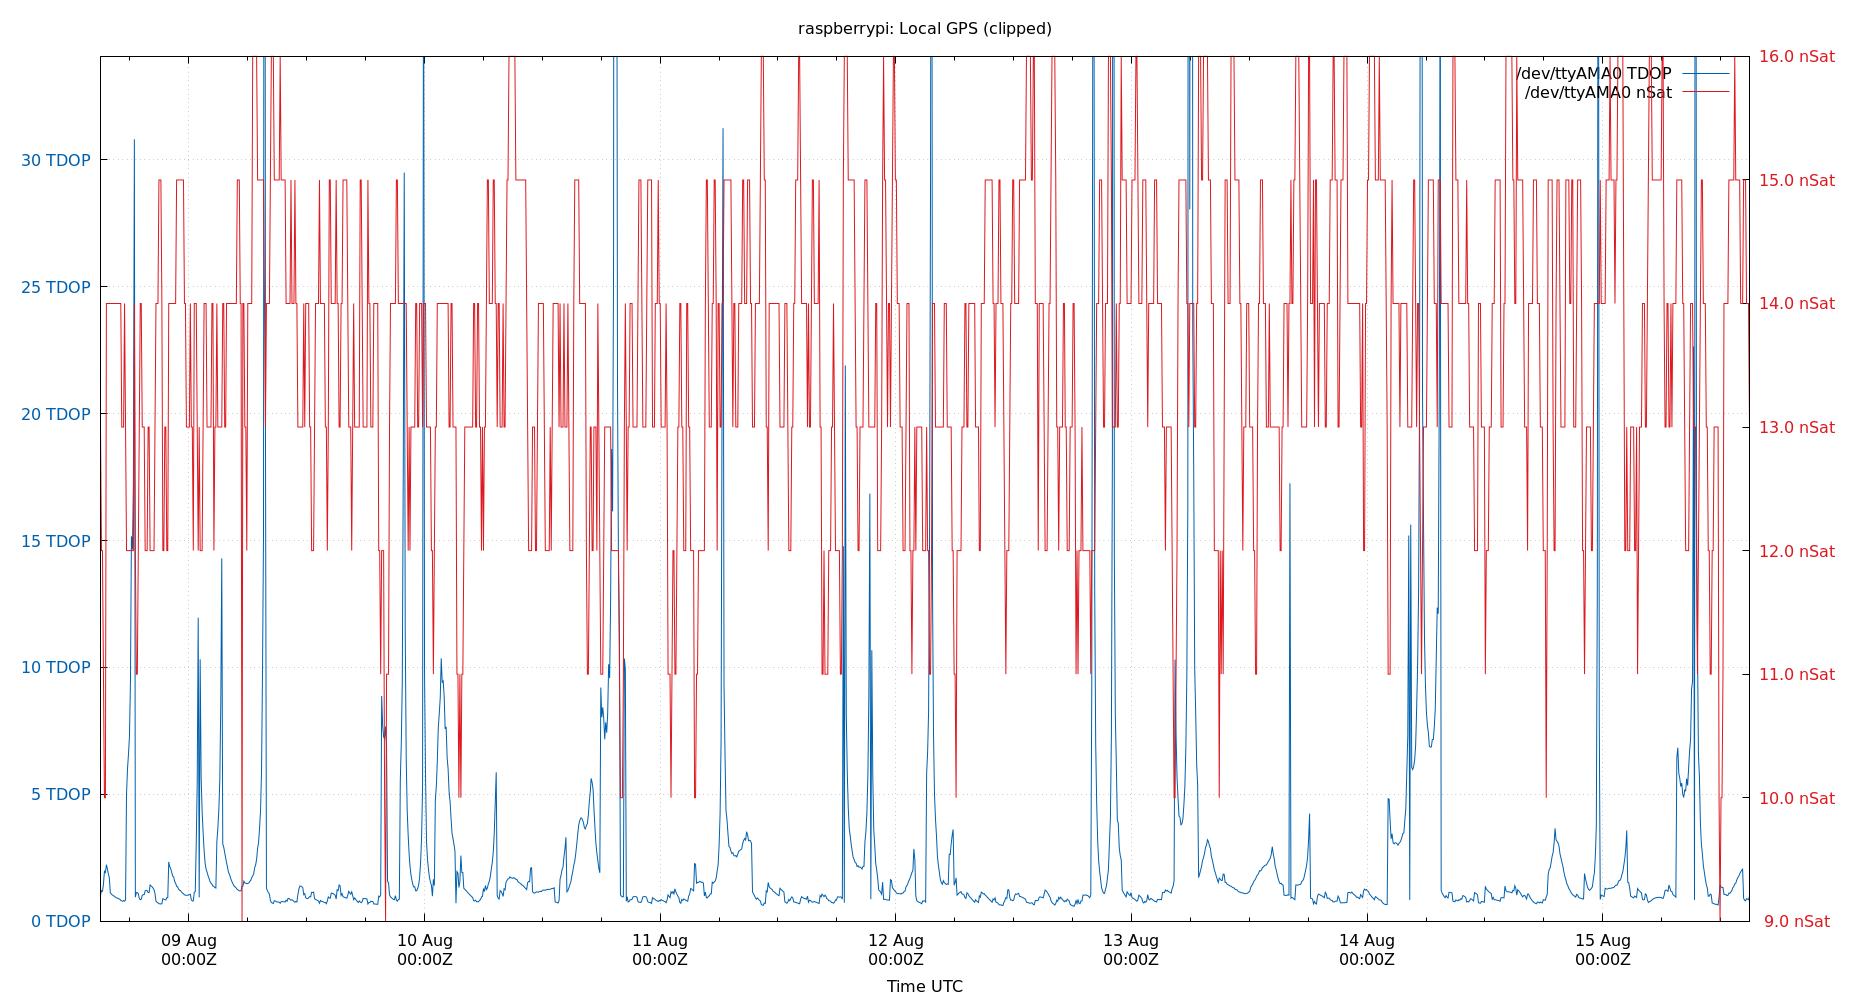 raspberrypi: Local GPS (clipped)
/dev/ttyAMA0 TDOP
/dev/ttyAMA0 nSat
30 TDOP
25 TDOP
20 TDOP
15 TDOP
10 TDOP
5 TDOP
0 TDOP
16.0 nSat
15.0 nSat
14.0 nSat
13.0 nSat
12.0 nSat
11.0 nSat
10.0 nSat
9.0 nSat
09 Aug
00:00Z
10 Aug
00:00Z
11 Aug
00:00Z
12 Aug
00:00Z
13 Aug
00:00Z
14 Aug
00:00Z
15 Aug
00:00Z
Time UTC